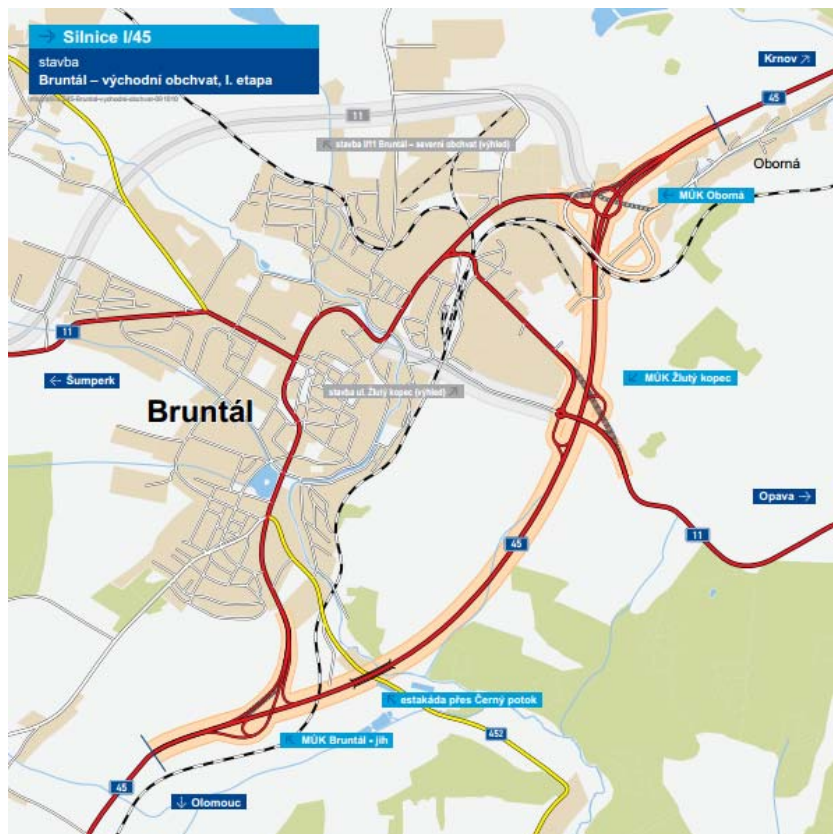 → Silnice I/45
stavba
Bruntál – východní obchvat, I. etapa
Krnov ↗
45
11
↖ stavba I/11 Bruntál – severní obchvat (výhled)
Oborná
← MÚK Oborná
11
← Šumperk
↙ MÚK Žlutý kopec
stavba ul. Žlutý kopec (výhled) ↗
Bruntál
Opava →
11
45
↖ estakáda přes Černý potok
452
↖ MÚK Bruntál - jih
45
↓ Olomouc